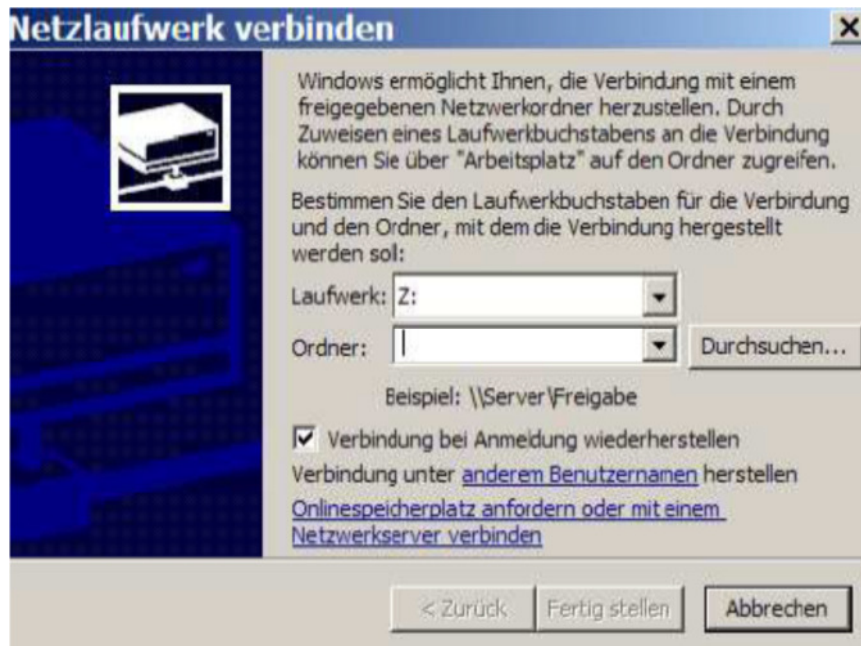 Netzlaufwerk verbinden
Windows ermöglicht Ihnen, die Verbindung mit einem
freigegebenen Netzwerkordner herzustellen. Durch
Zuweisen eines Laufwerkbuchstabens an die Verbindung
können Sie über "Arbeitsplatz" auf den Ordner zugreifen.
Bestimmen Sie den Laufwerkbuchstaben für die Verbindung
und den Ordner, mit dem die Verbindung hergestellt
werden sol:
Laufwerk: Z:
Ordner: Durchsuchen...
Beispiel: \\Server\Freigabe
Verbindung bei Anmeldung wiederherstellen
Verbindung unter anderem Benutzernamen herstellen
Onlinespeicherplatz anfordern oder mit einem
Netzwerkserver verbinden
< Zurück Fertig stellen Abbrechen